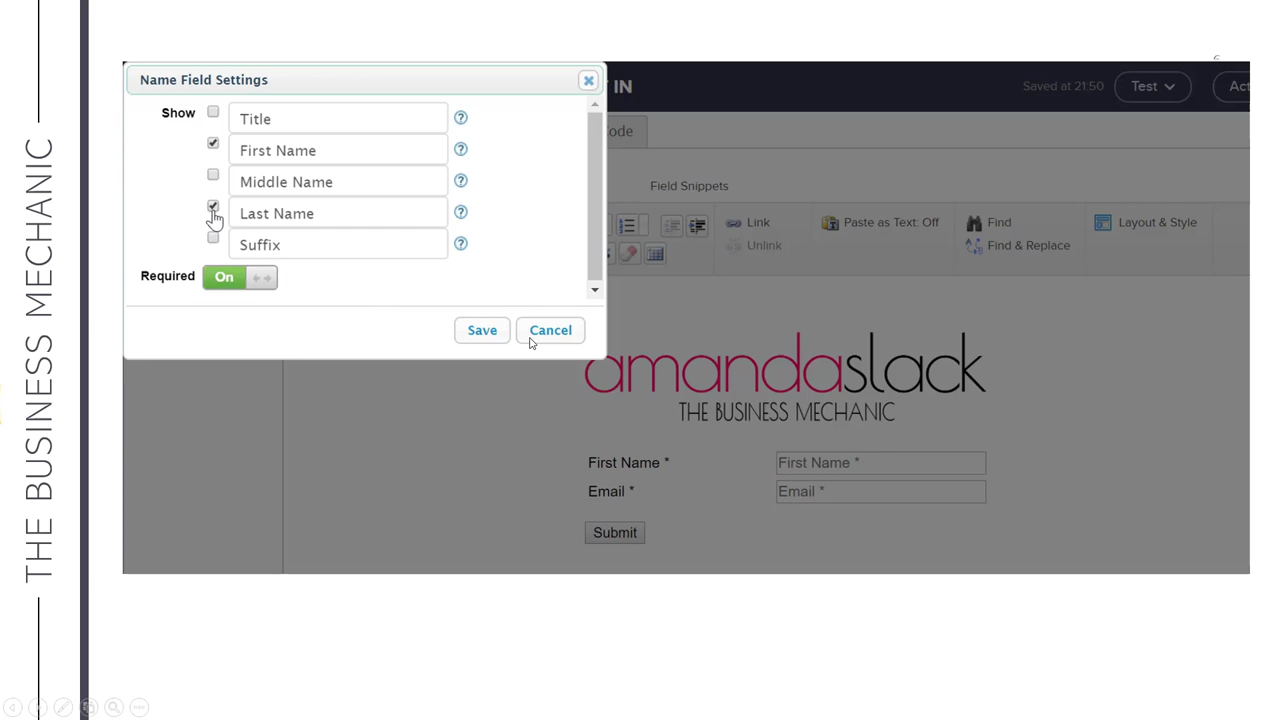 THE BUSINESS MECHANIC
Name Field Settings
IN
Saved at 21:50
Test
Act
ode
Show
Title
First Name
Middle Name
Last Name
Suffix
Required
On
Save
Cancel
Field Snippets
Link
Unlink
Paste as Text: Off
Find
Find & Replace
Layout & Style
amandaslack
THE BUSINESS MECHANIC
First Name *
First Name *
Email *
Email *
Submit